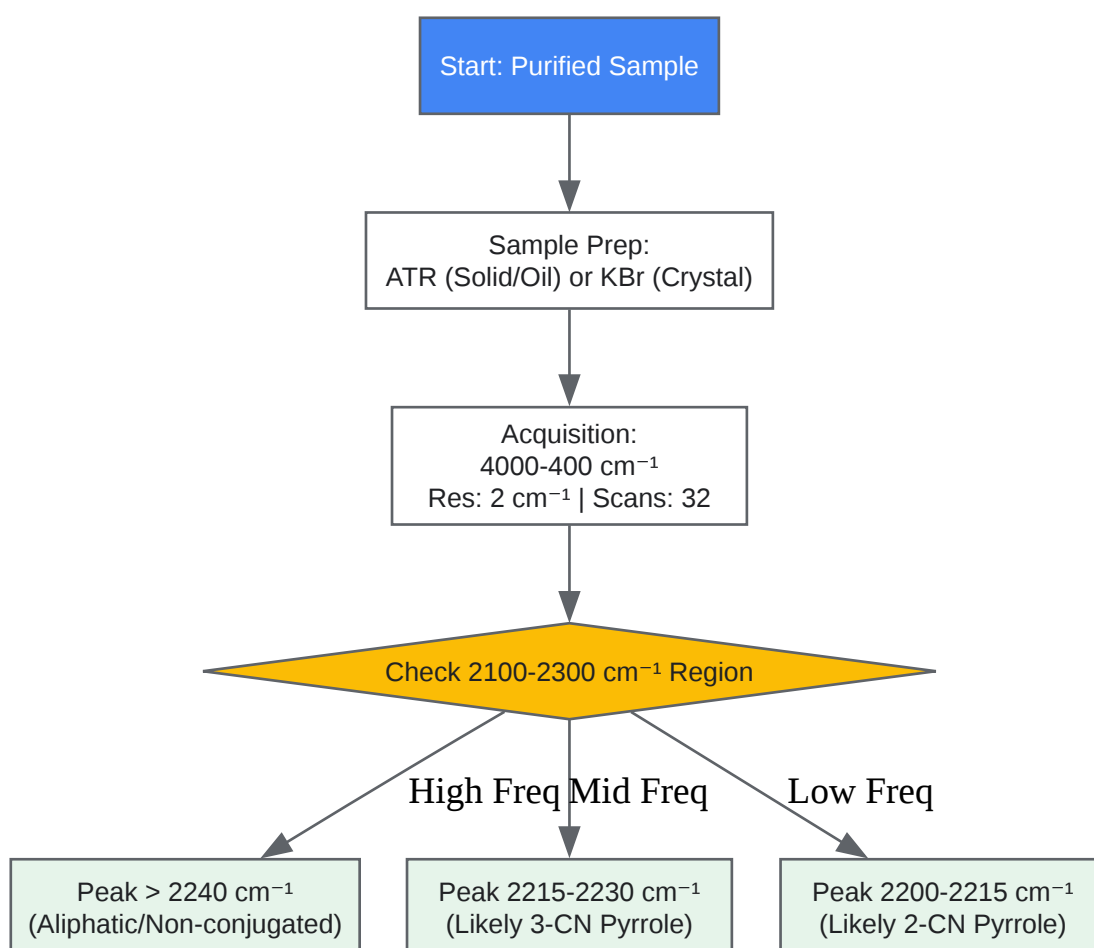 Start: Purified Sample
Sample Prep:
ATR (Solid/Oil) or KBr (Crystal)
Acquisition:
4000-400 cm⁻¹
Res: 2 cm⁻¹ | Scans: 32
Check 2100-2300 cm⁻¹ Region
High Freq
Mid Freq
Low Freq
Peak > 2240 cm⁻¹
(Aliphatic/Non-conjugated)
Peak 2215-2230 cm⁻¹
(Likely 3-CN Pyrrole)
Peak 2200-2215 cm⁻¹
(Likely 2-CN Pyrrole)